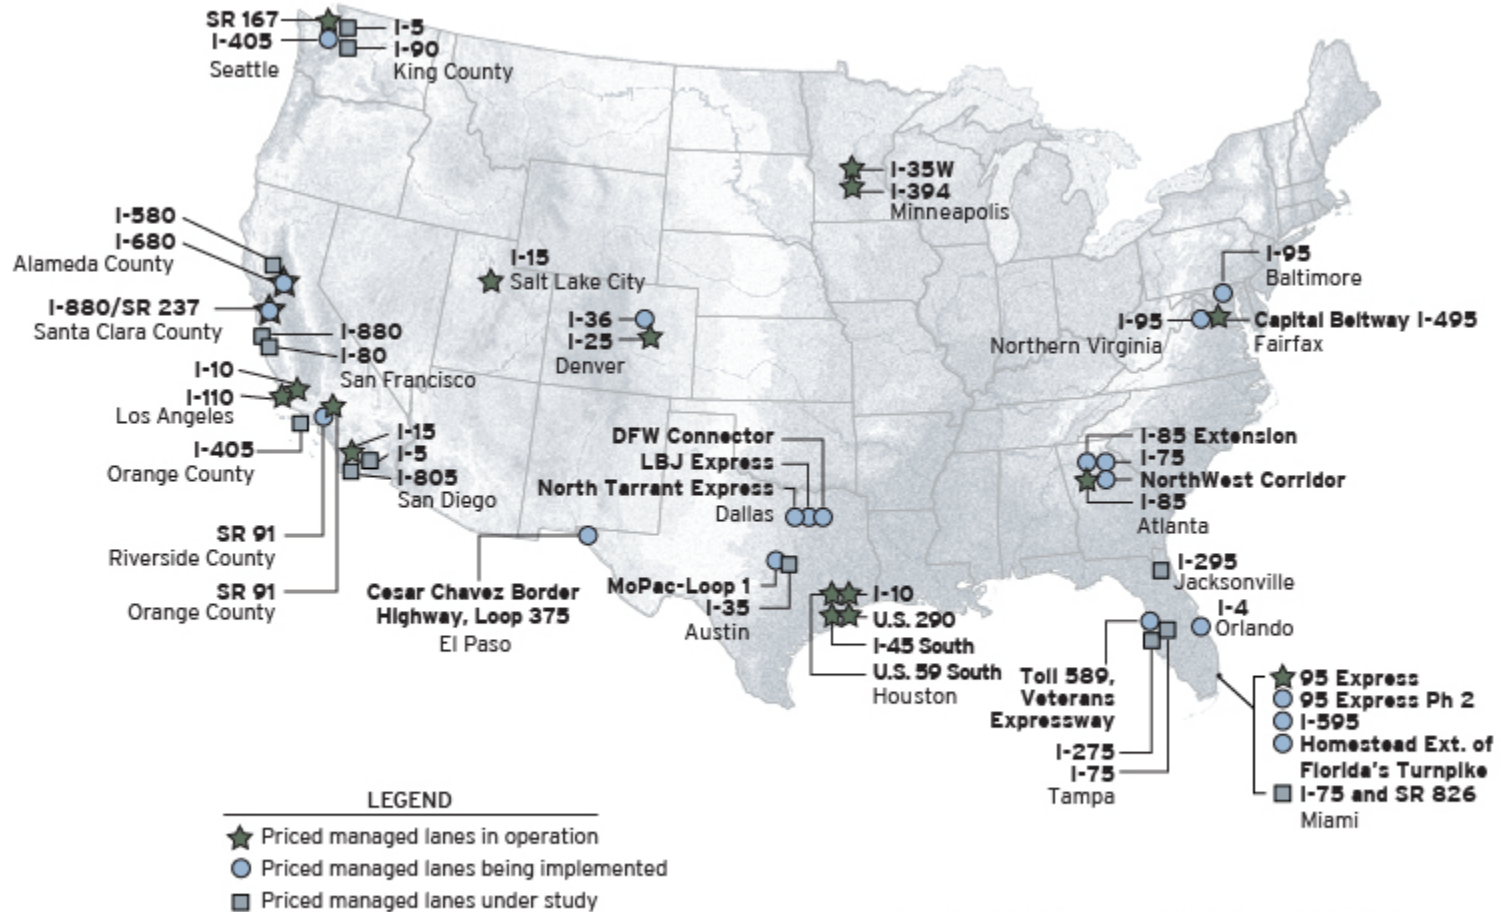 SR 167
I-405
Seattle
I-5
I-90
King County
I-35W
I-394
Minneapolis
I-580
I-680
Alameda County
I-880/SR 237
Santa Clara County
I-880
I-80
San Francisco
I-15
Salt Lake City
I-36
I-25
Denver
I-95
Baltimore
I-95
Northern Virginia
Capital Beltway I-495
Fairfax
I-10
I-110
Los Angeles
I-405
Orange County
I-15
I-5
I-805
San Diego
SR 91
Riverside County
SR 91
Orange County
DFW Connector
LBJ Express
North Tarrant Express
Dallas
I-85 Extension
I-75
NorthWest Corridor
I-85
Atlanta
Cesar Chavez Border
Highway, Loop 375
El Paso
MoPac-Loop 1
I-35
Austin
I-10
U.S. 290
I-45 South
U.S. 59 South
Houston
I-295
Jacksonville
I-4
Orlando
Toll 589,
Veterans
Expressway
I-275
I-75
Tampa
95 Express
95 Express Ph 2
I-595
Homestead Ext. of
Florida's Turnpike
I-75 and SR 826
Miami
LEGEND
Priced managed lanes in operation
Priced managed lanes being implemented
Priced managed lanes under study